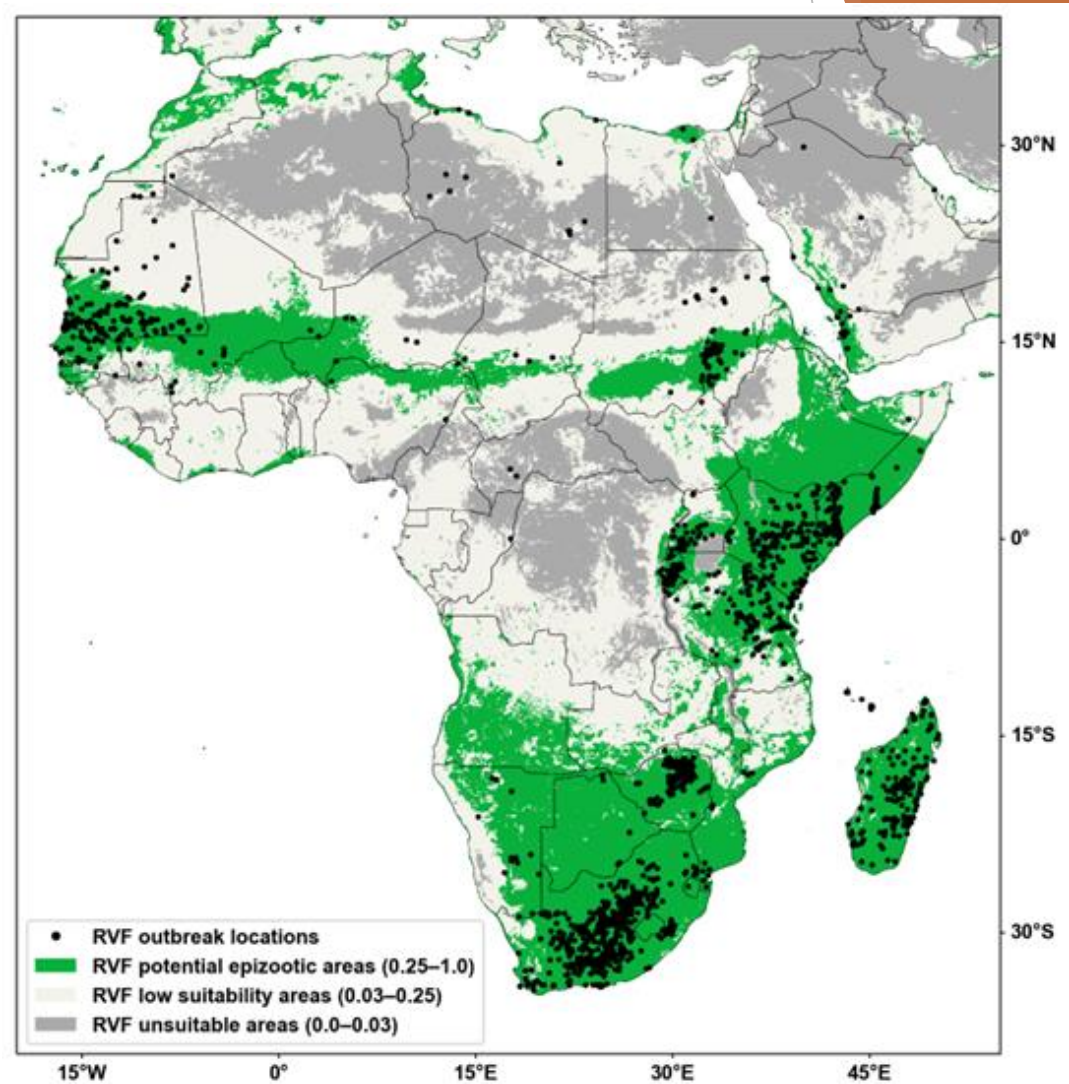 30°N
15°N
0°
15°S
30°S
RVF outbreak locations
RVF potential epizootic areas (0.25–1.0)
RVF low suitability areas (0.03–0.25)
RVF unsuitable areas (0.0–0.03)
15°W 0° 15°E 30°E 45°E